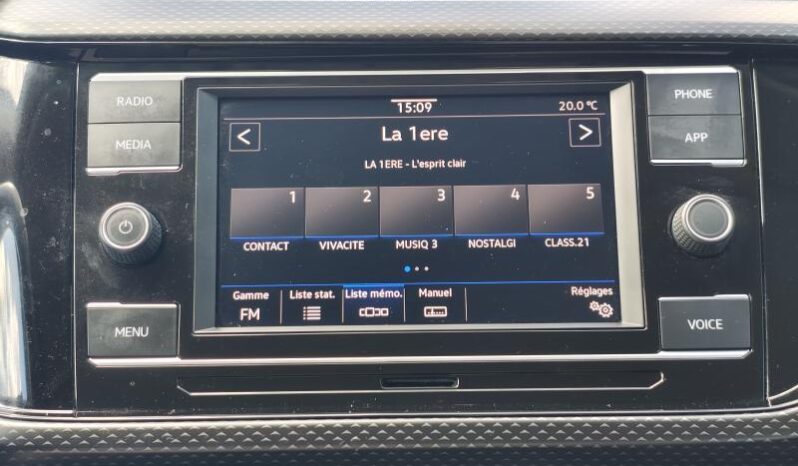 RADIO
MEDIA
MENU
15:09
20.0 °C
<
La 1ere
>
LA 1ERE - L'esprit clair
1 2 3 4 5
CONTACT VIVACITE MUSIQ 3 NOSTALGI CLASS.21
Gamme Liste stat. Liste mémo. Manuel Réglages
FM
PHONE
APP
VOICE